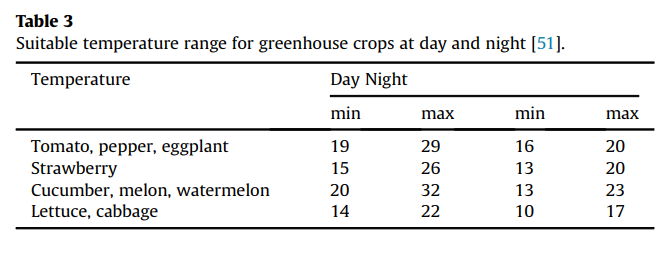 Table 3
Suitable temperature range for greenhouse crops at day and night [51].
Temperature Day Night
min max min max
Tomato, pepper, eggplant 19 29 16 20
Strawberry 15 26 13 20
Cucumber, melon, watermelon 20 32 13 23
Lettuce, cabbage 14 22 10 17